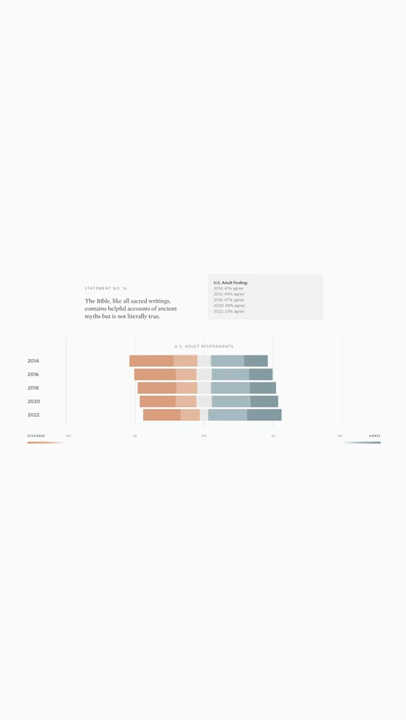 STATEMENT NO. 16
The Bible, like all sacred writings,
contains helpful accounts of ancient
myths but is not literally true.
U.S. Adult Finding:
2014: 41% agree
2016: 44% agree
2018: 47% agree
2020: 48% agree
2022: 53% agree
U.S. ADULT RESPONDENTS
2014
2016
2018
2020
2022
DISAGREE
AGREE